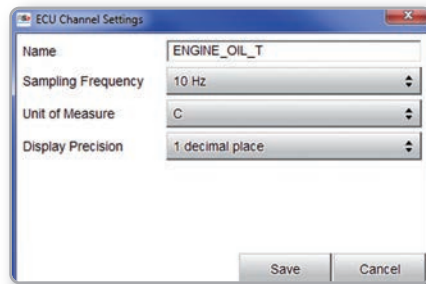 ECU Channel Settings
Name ENGINE_OIL_T
Sampling Frequency 10 Hz
Unit of Measure C
Display Precision 1 decimal place
Save Cancel